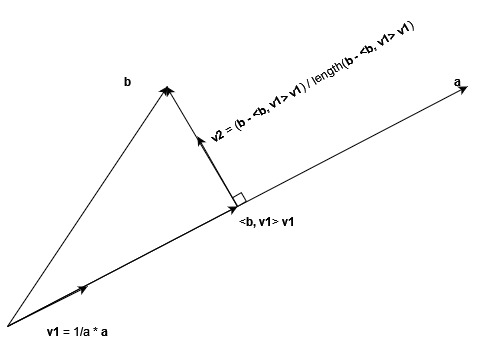 b
v2 = (b - <b, v1> v1) / length(b - <b, v1> v1)
a
<b, v1> v1
v1 = 1/a * a